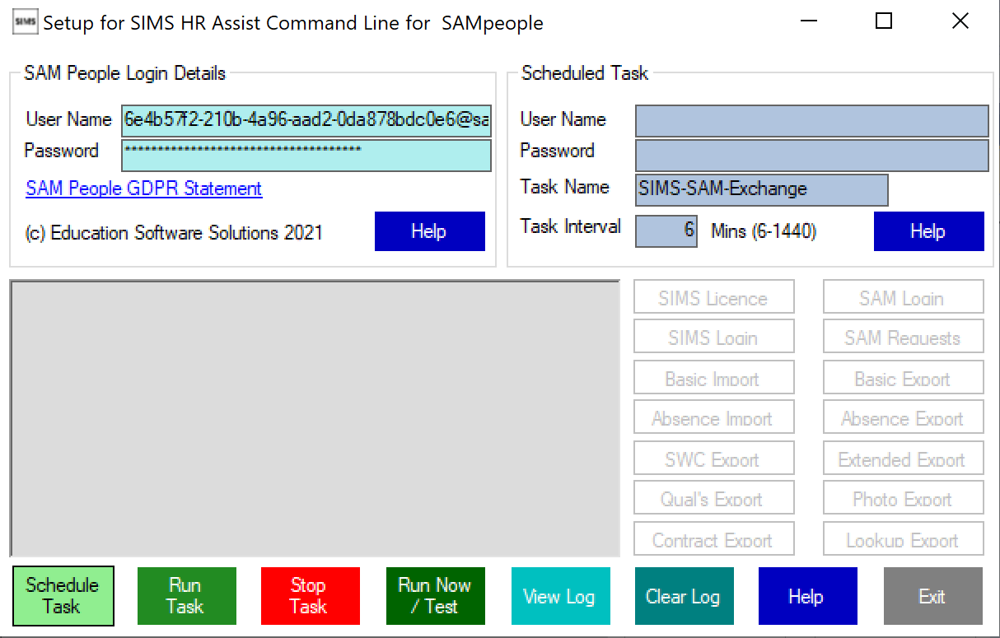 SIMS Setup for SIMS HR Assist Command Line for SAMpeople
SAM People Login Details
User Name 6e4b57f2-210b-4a96-aad2-0da878bdc0e6@sa
Password ************************************
SAM People GDPR Statement
(c) Education Software Solutions 2021 Help
Scheduled Task
User Name
Password
Task Name SIMS-SAM-Exchange
Task Interval 6 Mins (6-1440) Help
SIMS Licence SAM Login
SIMS Login SAM Requests
Basic Import Basic Export
Absence Import Absence Export
SWC Export Extended Export
Qual's Export Photo Export
Contract Export Lookup Export
Schedule
Task
Run
Task
Stop
Task
Run Now
/ Test
View Log
Clear Log
Help
Exit